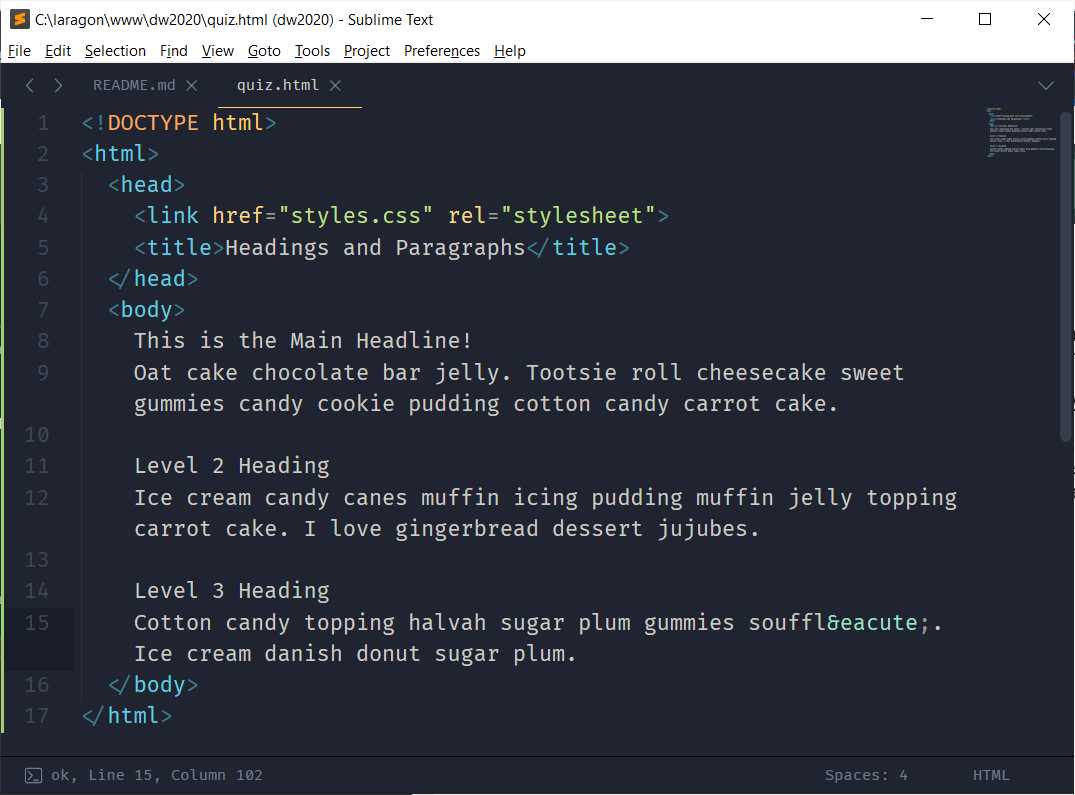 C:\laragon\www\dw2020\quiz.html (dw2020) - Sublime Text
File Edit Selection Find View Goto Tools Project Preferences Help
README.md quiz.html
1 <!DOCTYPE html>
2 <html>
3 <head>
4 <link href="styles.css" rel="stylesheet">
5 <title>Headings and Paragraphs</title>
6 </head>
7 <body>
8 This is the Main Headline!
9 Oat cake chocolate bar jelly. Tootsie roll cheesecake sweet
gummies candy cookie pudding cotton candy carrot cake.
10
11 Level 2 Heading
12 Ice cream candy canes muffin icing pudding muffin jelly topping
carrot cake. I love gingerbread dessert jujubes.
13
14 Level 3 Heading
15 Cotton candy topping halvah sugar plum gummies souffl&eacute;.
Ice cream danish donut sugar plum.
16 </body>
17 </html>
ok, Line 15, Column 102 Spaces: 4 HTML